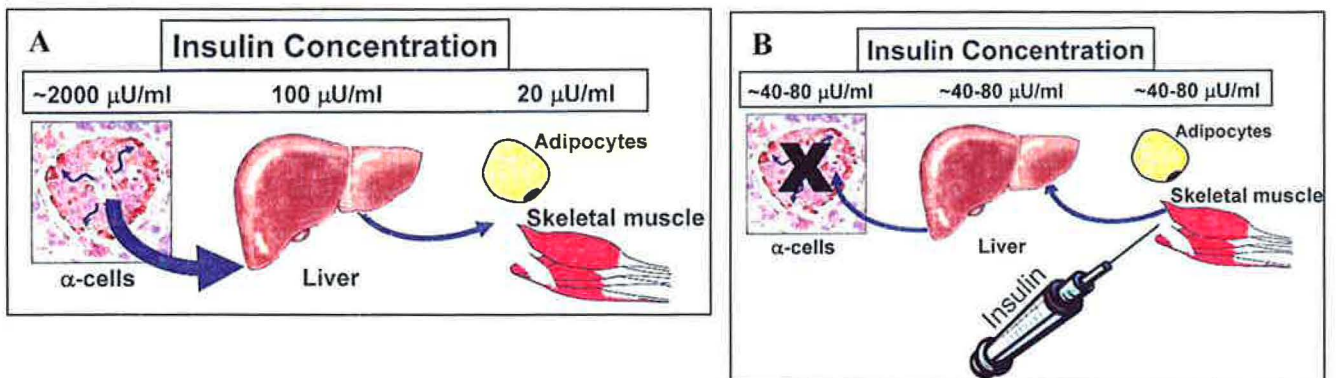 A
Insulin Concentration
~2000 µU/ml 100 µU/ml 20 µU/ml
Adipocytes
Skeletal muscle
α-cells
Liver
B
Insulin Concentration
~40-80 µU/ml ~40-80 µU/ml ~40-80 µU/ml
X
Adipocytes
Skeletal muscle
α-cells
Liver
Insulin